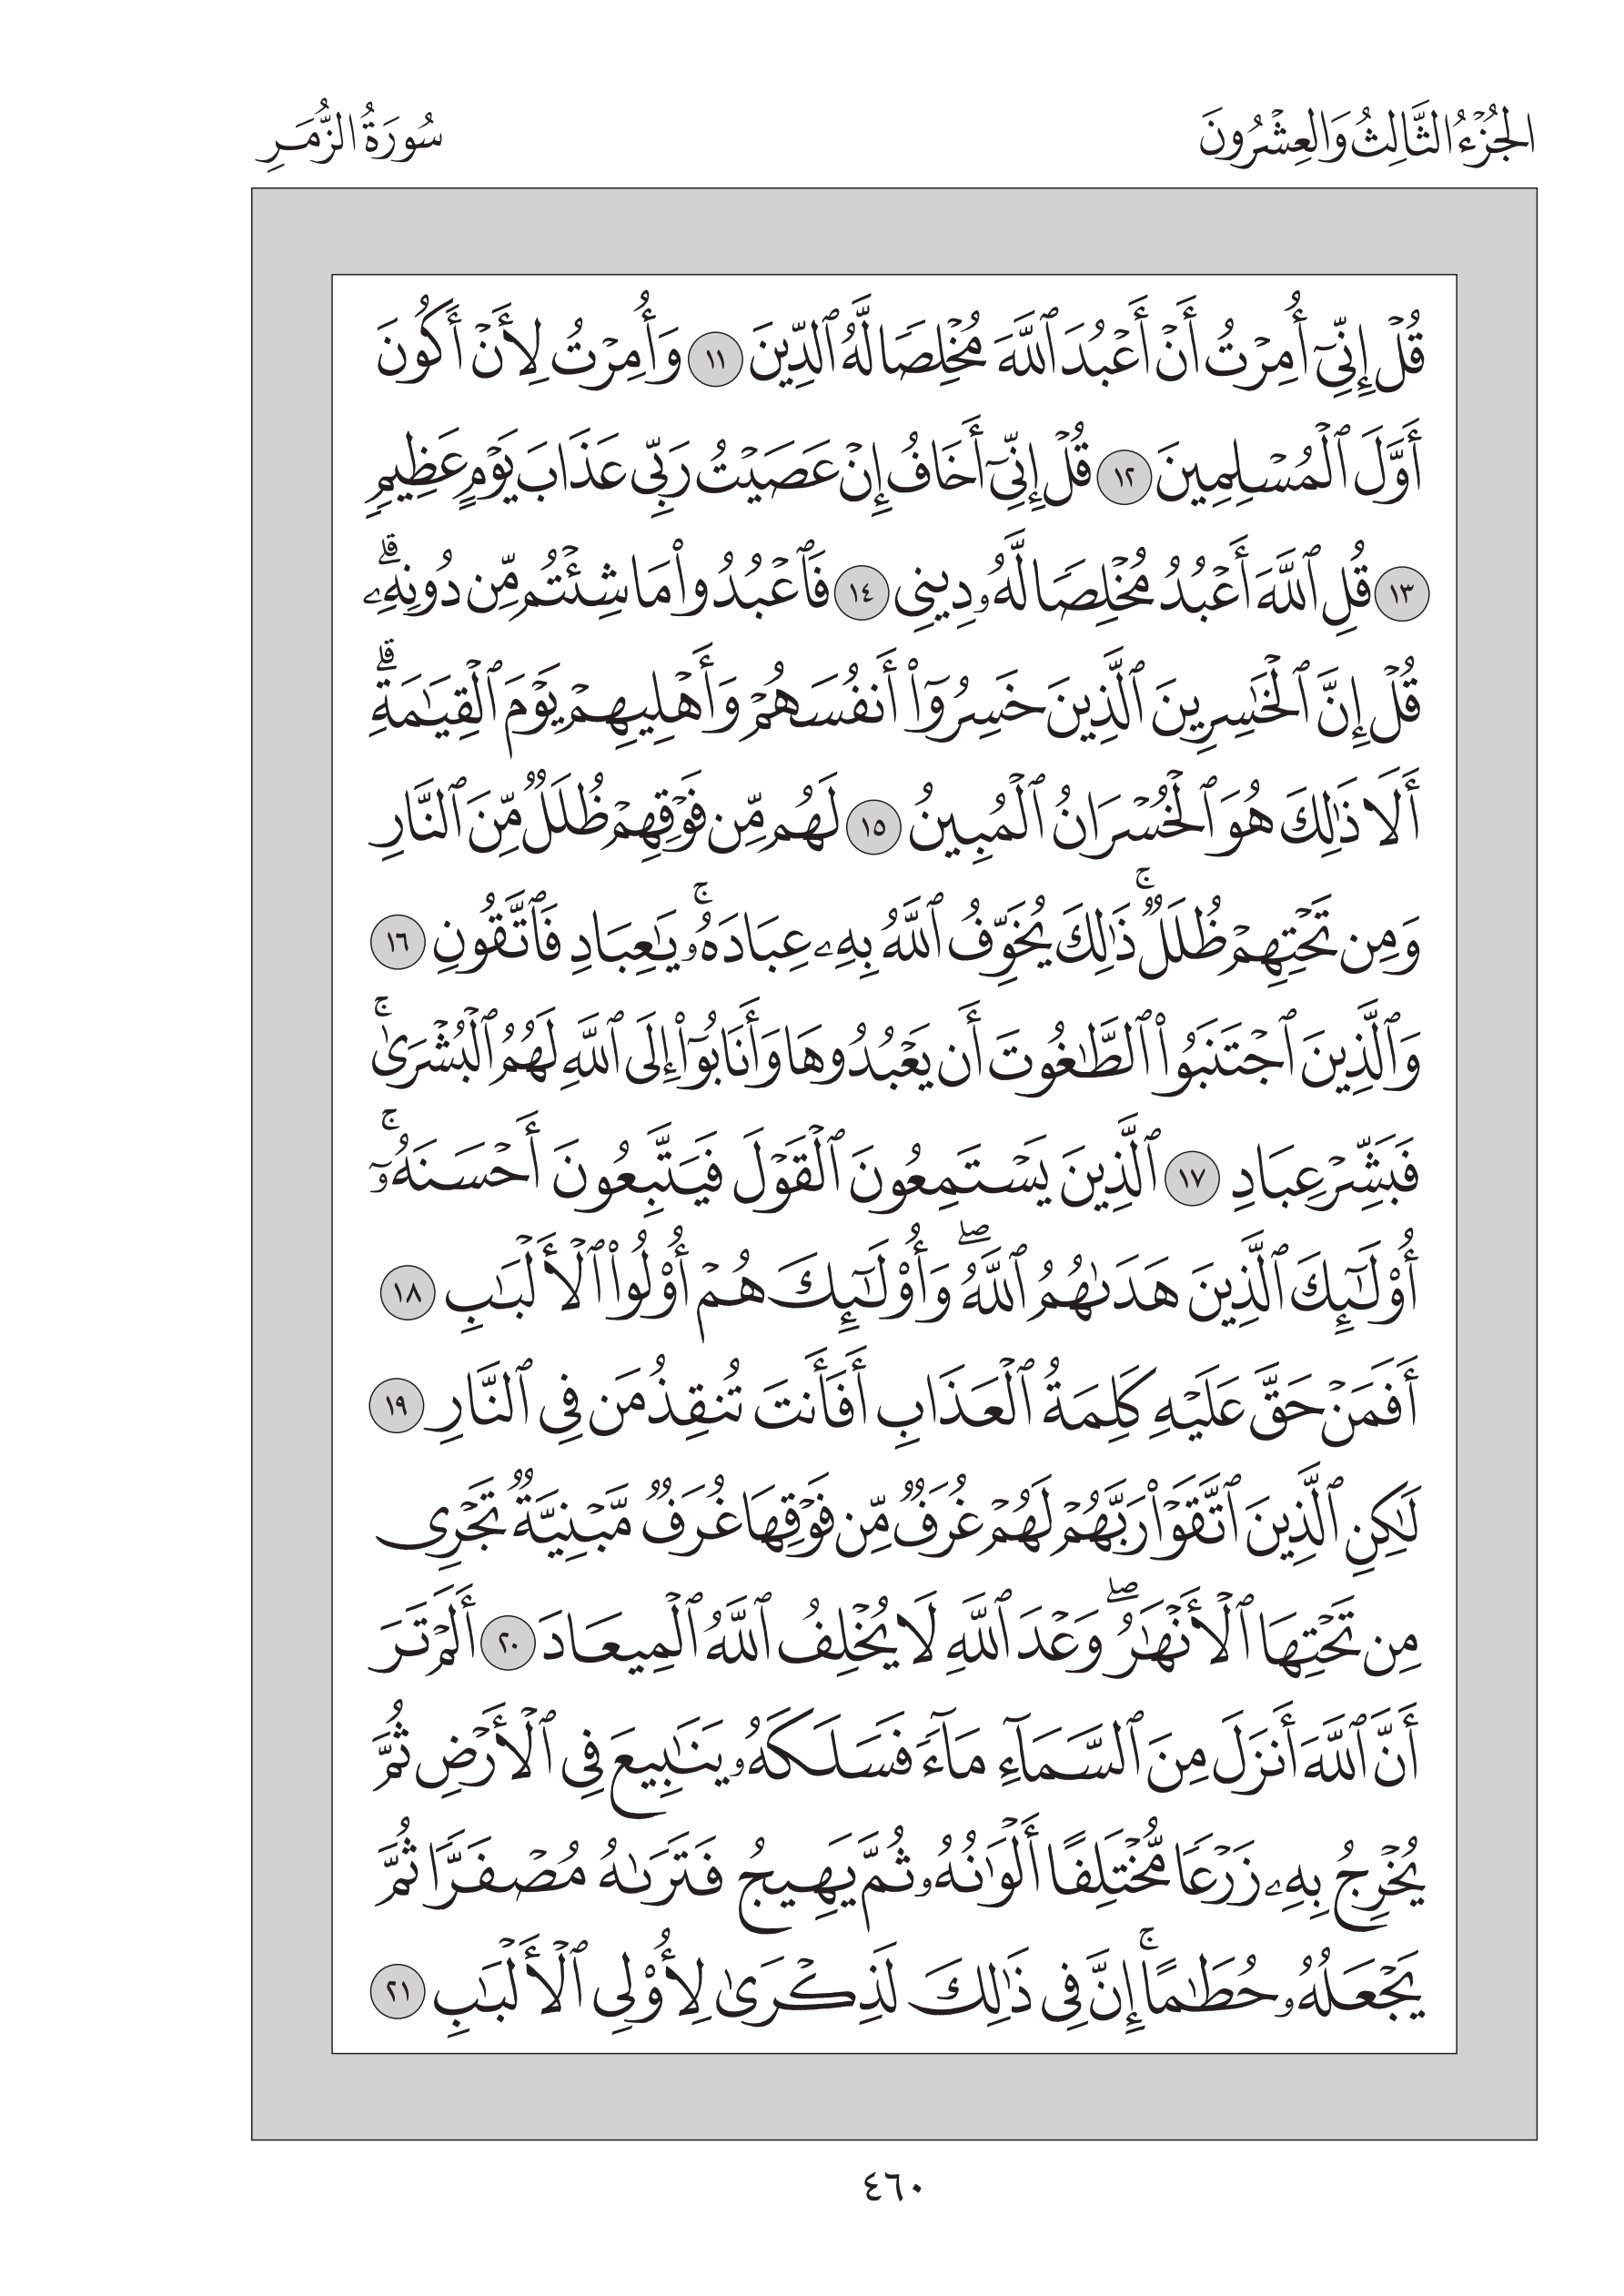 الجُزْءُ الثَّالِثُ وَالعِشْرُونَ
سُورَةُ الزُّمَرِ
قُلۡ إِنِّيٓ أُمِرۡتُ أَنۡ أَعۡبُدَ ٱللَّهَ مُخۡلِصٗا لَّهُ ٱلدِّينَ ١١ وَأُمِرۡتُ لِأَنۡ أَكُونَ
أَوَّلَ ٱلۡمُسۡلِمِينَ ١٢ قُلۡ إِنِّيٓ أَخَافُ إِنۡ عَصَيۡتُ رَبِّي عَذَابَ يَوۡمٍ عَظِيمٖ
١٣ قُلِ ٱللَّهَ أَعۡبُدُ مُخۡلِصٗا لَّهُۥ دِينِي ١٤ فَٱعۡبُدُواْ مَا شِئۡتُم مِّن دُونِهِۦۗ
قُلۡ إِنَّ ٱلۡخَٰسِرِينَ ٱلَّذِينَ خَسِرُوٓاْ أَنفُسَهُمۡ وَأَهۡلِيهِمۡ يَوۡمَ ٱلۡقِيَٰمَةِۗ
أَلَا ذَٰلِكَ هُوَ ٱلۡخُسۡرَانُ ٱلۡمُبِينُ ١٥ لَهُم مِّن فَوۡقِهِمۡ ظُلَلٞ مِّنَ ٱلنَّارِ
وَمِن تَحۡتِهِمۡ ظُلَلٞۚ ذَٰلِكَ يُخَوِّفُ ٱللَّهُ بِهِۦ عِبَادَهُۥۚ يَٰعِبَادِ فَٱتَّقُونِ ١٦
وَٱلَّذِينَ ٱجۡتَنَبُواْ ٱلطَّٰغُوتَ أَن يَعۡبُدُوهَا وَأَنَابُوٓاْ إِلَى ٱللَّهِ لَهُمُ ٱلۡبُشۡرَىٰۚ
فَبَشِّرۡ عِبَادِ ١٧ ٱلَّذِينَ يَسۡتَمِعُونَ ٱلۡقَوۡلَ فَيَتَّبِعُونَ أَحۡسَنَهُۥٓۚ
أُوْلَٰٓئِكَ ٱلَّذِينَ هَدَىٰهُمُ ٱللَّهُۖ وَأُوْلَٰٓئِكَ هُمۡ أُوْلُواْ ٱلۡأَلۡبَٰبِ ١٨
أَفَمَنۡ حَقَّ عَلَيۡهِ كَلِمَةُ ٱلۡعَذَابِ أَفَأَنتَ تُنقِذُ مَن فِي ٱلنَّارِ ١٩
لَٰكِنِ ٱلَّذِينَ ٱتَّقَوۡاْ رَبَّهُمۡ لَهُمۡ غُرَفٞ مِّن فَوۡقِهَا غُرَفٞ مَّبۡنِيَّةٞ تَجۡرِي
مِن تَحۡتِهَا ٱلۡأَنۡهَٰرُۖ وَعۡدَ ٱللَّهِ لَا يُخۡلِفُ ٱللَّهُ ٱلۡمِيعَادَ ٢٠ أَلَمۡ تَرَ
أَنَّ ٱللَّهَ أَنزَلَ مِنَ ٱلسَّمَآءِ مَآءٗ فَسَلَكَهُۥ يَنَٰبِيعَ فِي ٱلۡأَرۡضِ ثُمَّ
يُخۡرِجُ بِهِۦ زَرۡعٗا مُّخۡتَلِفًا أَلۡوَٰنُهُۥ ثُمَّ يَهِيجُ فَتَرَىٰهُ مُصۡفَرّٗا ثُمَّ
يَجۡعَلُهُۥ حُطَٰمًاۚ إِنَّ فِي ذَٰلِكَ لَذِكۡرَىٰ لِأُوْلِي ٱلۡأَلۡبَٰبِ ٢١
٤٦٠